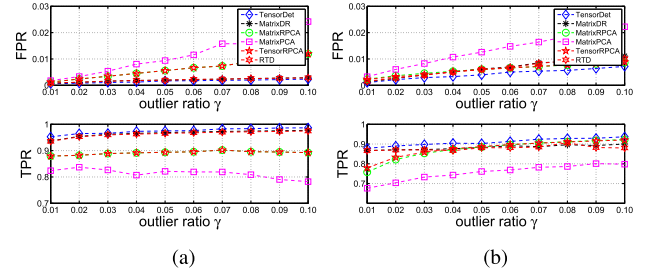 FPR
0.03
0.02
0.01
TensorDet
MatrixDR
MatrixRPCA
MatrixPCA
TensorRPCA
RTD
0.01 0.02 0.03 0.04 0.05 0.06 0.07 0.08 0.09 0.10
outlier ratio γ
TPR
1
0.9
0.8
0.7
0.01 0.02 0.03 0.04 0.05 0.06 0.07 0.08 0.09 0.10
outlier ratio γ
(a)
FPR
0.03
0.02
0.01
TensorDet
MatrixDR
MatrixRPCA
MatrixPCA
TensorRPCA
RTD
0.01 0.02 0.03 0.04 0.05 0.06 0.07 0.08 0.09 0.10
outlier ratio γ
TPR
1
0.9
0.8
0.7
0.6
0.01 0.02 0.03 0.04 0.05 0.06 0.07 0.08 0.09 0.10
outlier ratio γ
(b)